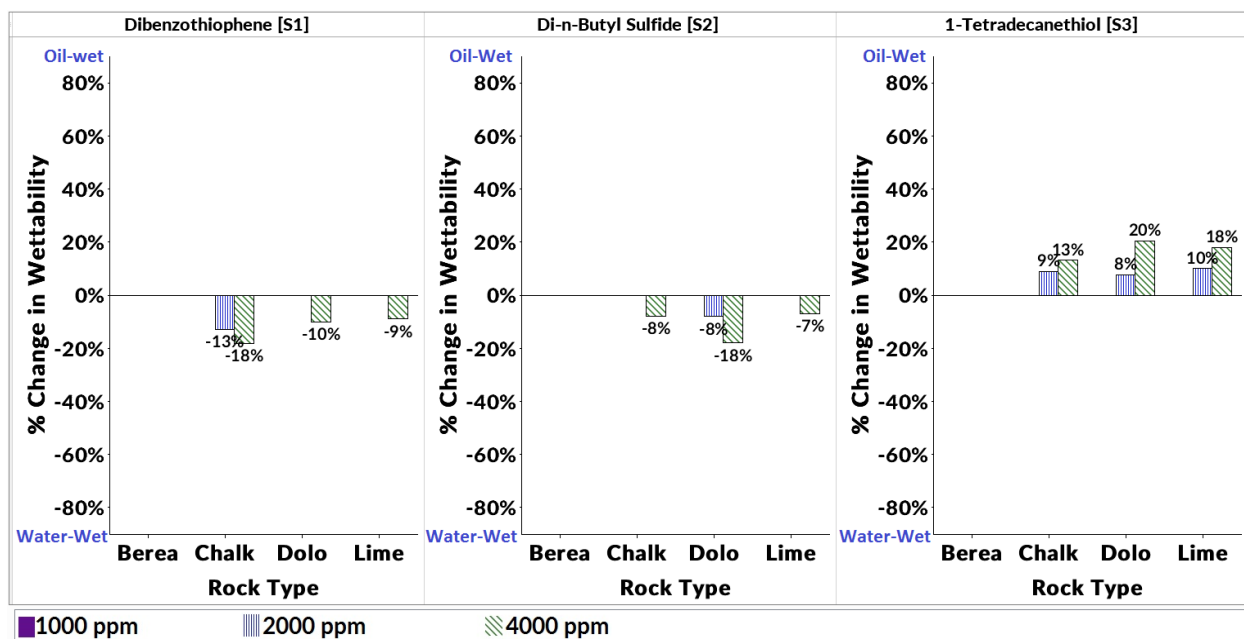 Dibenzothiophene [S1]
Di-n-Butyl Sulfide [S2]
1-Tetradecanethiol [S3]
Oil-wet
80%
60%
40%
20%
0%
-20%
-40%
-60%
-80%
Water-Wet
% Change in Wettability
-13%
-18%
-10%
-9%
Berea Chalk Dolo Lime
Rock Type
Oil-Wet
80%
60%
40%
20%
0%
-20%
-40%
-60%
-80%
Water-Wet
% Change in Wettability
-8%
-8%
-18%
-7%
Berea Chalk Dolo Lime
Rock Type
Oil-Wet
80%
60%
40%
20%
0%
-20%
-40%
-60%
-80%
Water-Wet
% Change in Wettability
9%
13%
8%
20%
10%
18%
Berea Chalk Dolo Lime
Rock Type
1000 ppm
2000 ppm
4000 ppm